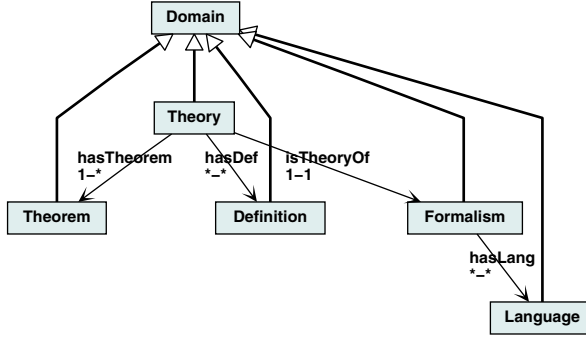 Domain
Theory
hasTheorem
1–*
hasDef
*–*
isTheoryOf
1–1
Theorem
Definition
Formalism
hasLang
*–*
Language